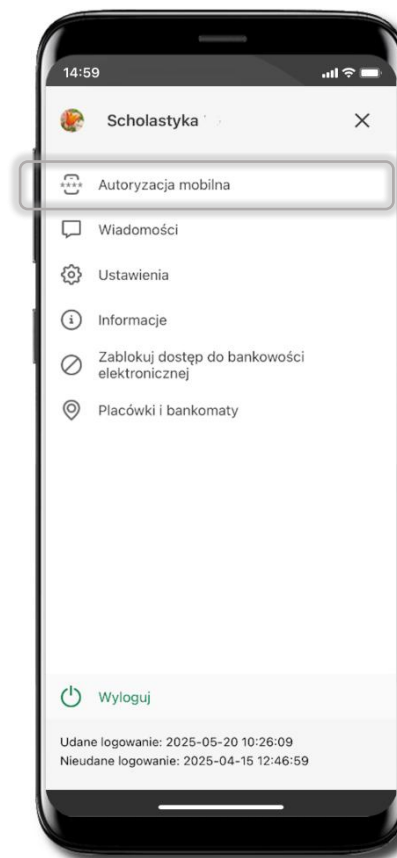 14:59
Scholastyka
Autoryzacja mobilna
Wiadomości
Ustawienia
Informacje
Zablokuj dostęp do bankowości
elektronicznej
Placówki i bankomaty
Wyloguj
Udane logowanie: 2025-05-20 10:26:09
Nieudane logowanie: 2025-04-15 12:46:59